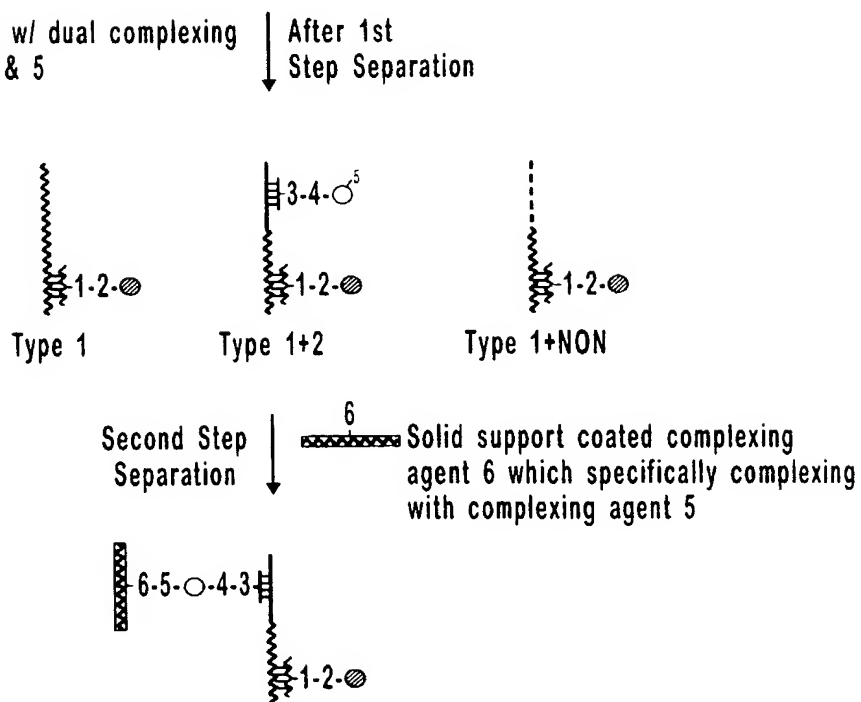 w/ dual complexing
& 5
After 1st
Step Separation
3-4- 5
1-2-
1-2-
1-2-
Type 1
Type 1+2
Type 1+NON
Second Step
Separation
6
Solid support coated complexing
agent 6 which specifically complexing
with complexing agent 5
6-5- -4-3
1-2-